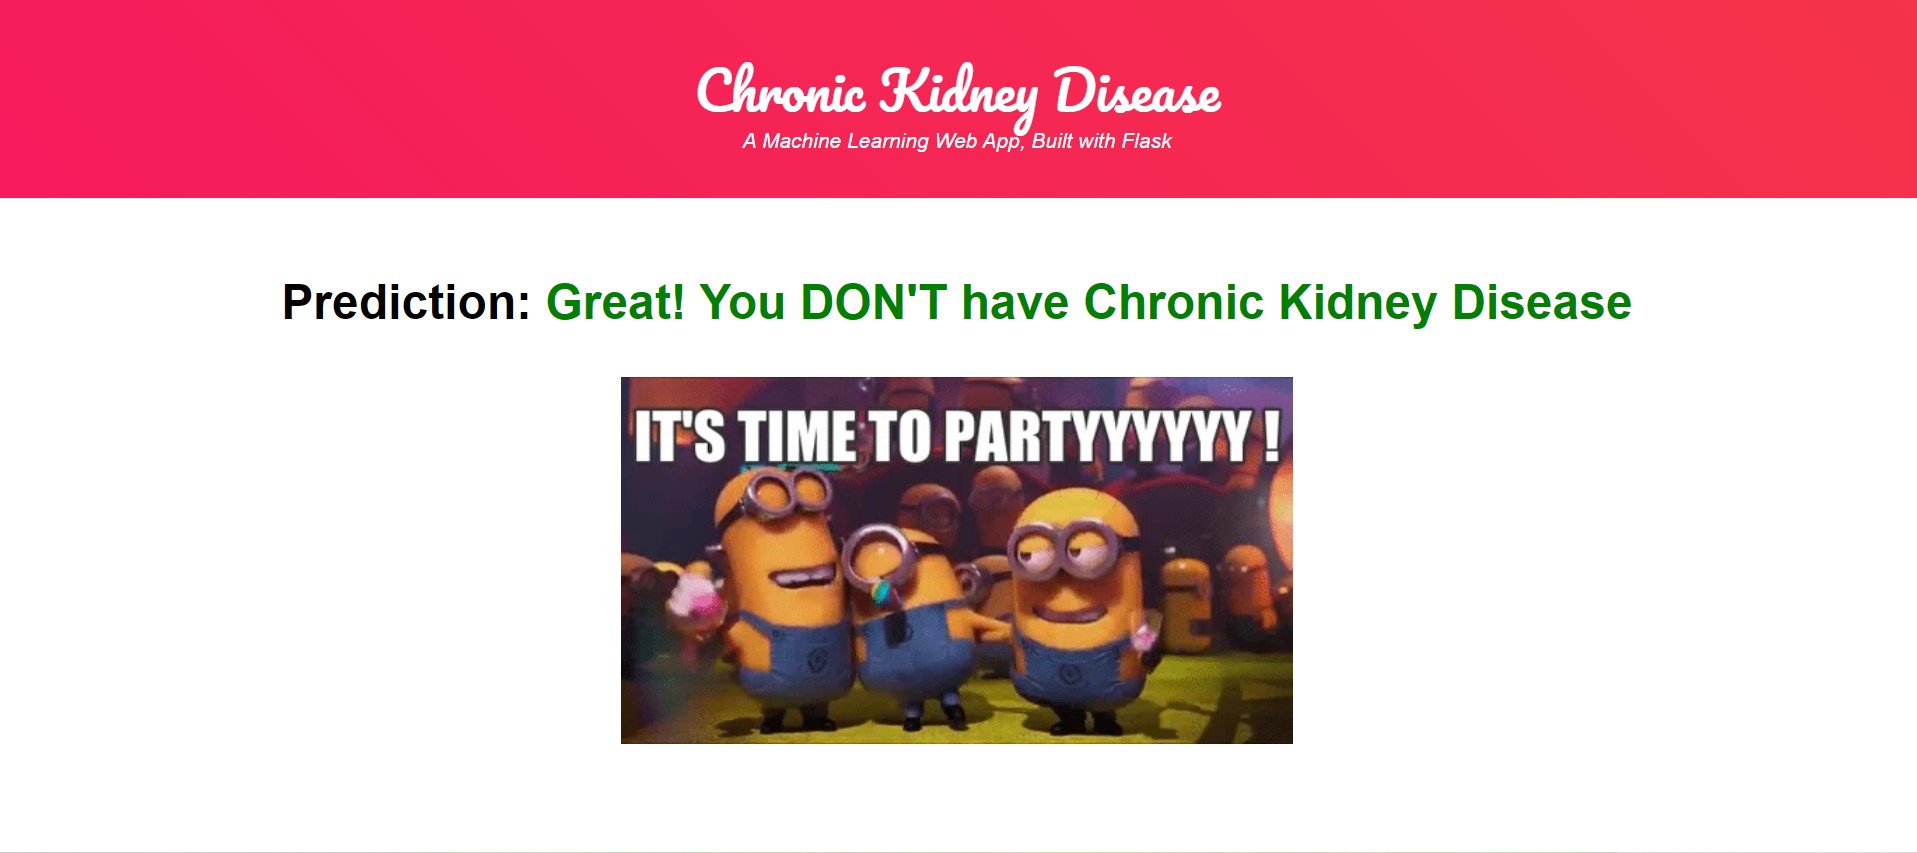 Chronic Kidney Disease
A Machine Learning Web App, Built with Flask
Prediction: Great! You DON'T have Chronic Kidney Disease
IT'S TIME TO PARTYYYYYY !